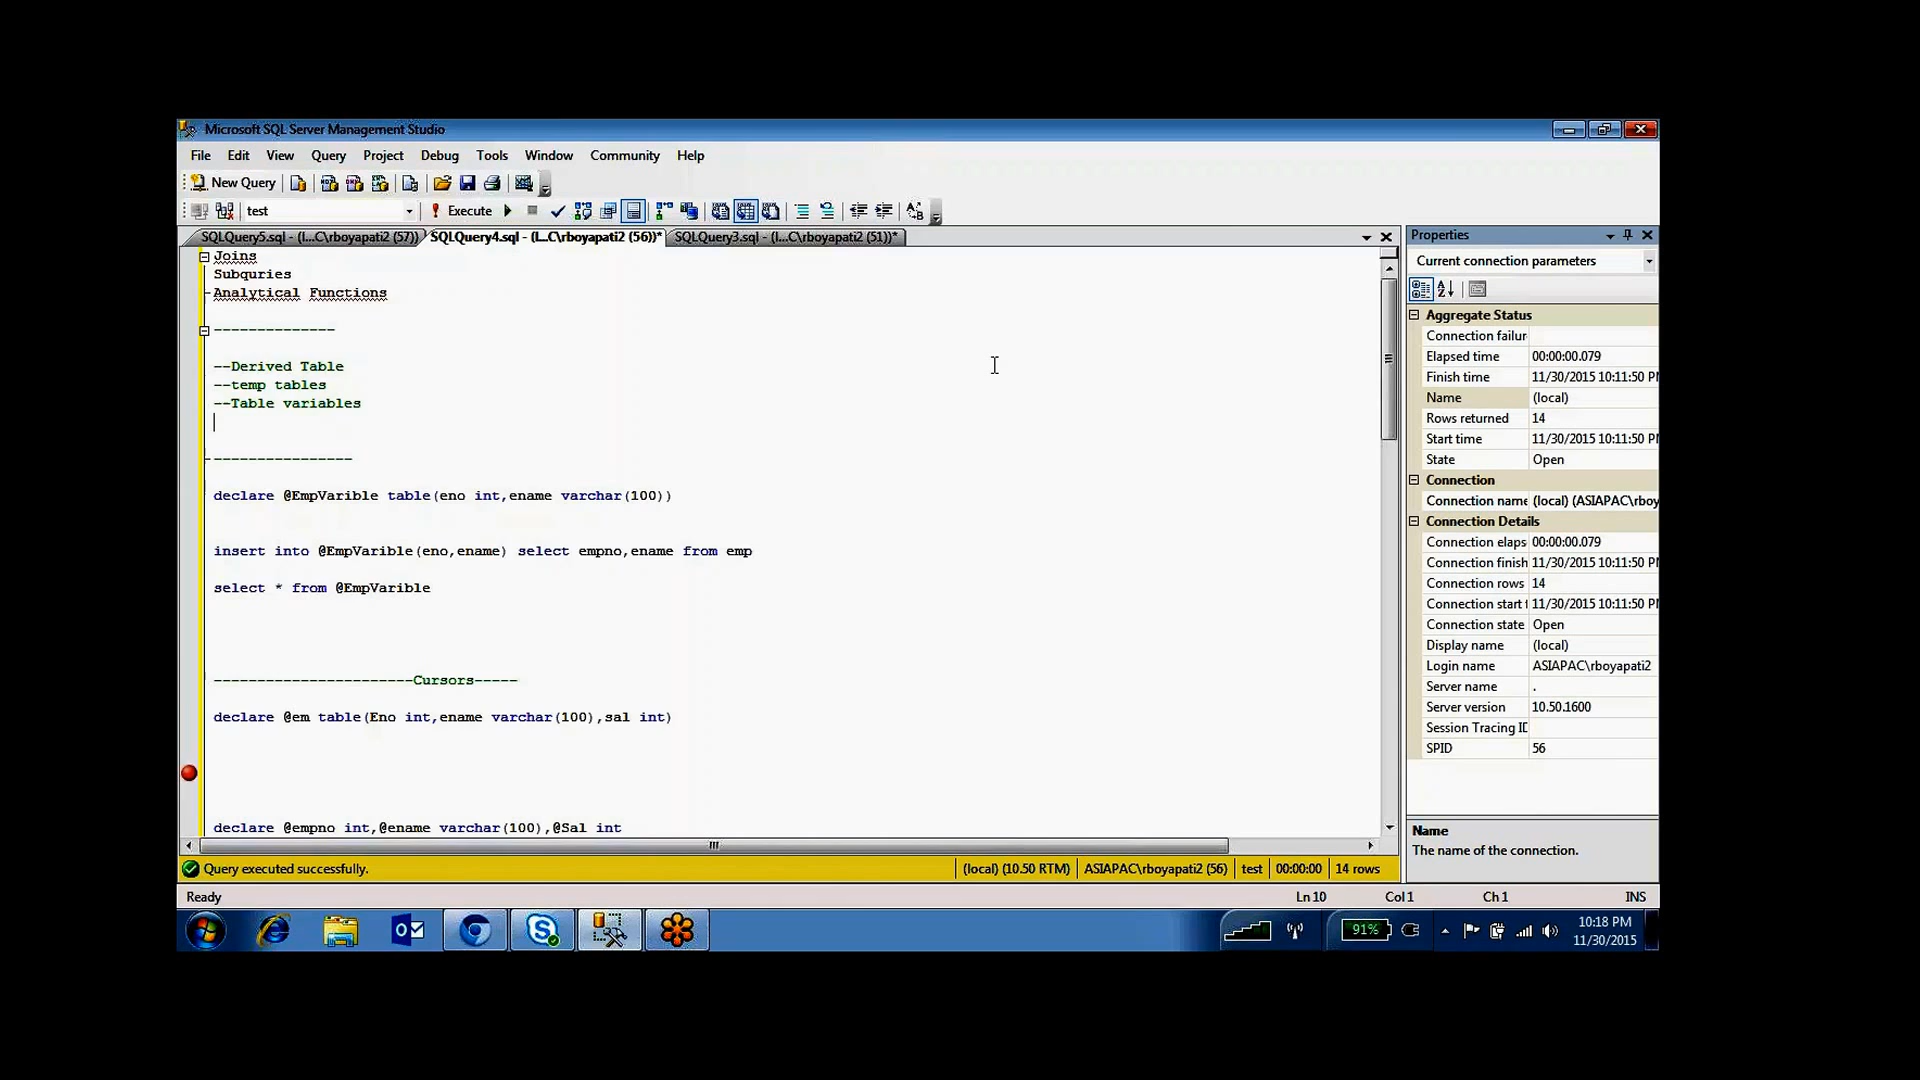 Microsoft SQL Server Management Studio
File Edit View Query Project Debug Tools Window Community Help
New Query
test Execute
SQLQuery5.sql - (l...C\rboyapati2 (57)) SQLQuery4.sql - (l...C\rboyapati2 (56))* SQLQuery3.sql - (l...C\rboyapati2 (51))*
Joins
Subquries
Analytical Functions
--------------
--Derived Table
--temp tables
--Table variables
----------------
declare @EmpVarible table(eno int,ename varchar(100))
insert into @EmpVarible(eno,ename) select empno,ename from emp
select * from @EmpVarible
-----------------------Cursors-----
declare @em table(Eno int,ename varchar(100),sal int)
declare @empno int,@ename varchar(100),@Sal int
Query executed successfully. (local) (10.50 RTM) ASIAPAC\rboyapati2 (56) test 00:00:00 14 rows
Properties
Current connection parameters
Aggregate Status
Connection failur
Elapsed time 00:00:00.079
Finish time 11/30/2015 10:11:50 P
Name (local)
Rows returned 14
Start time 11/30/2015 10:11:50 P
State Open
Connection
Connection name (local) (ASIAPAC\rboy
Connection Details
Connection elaps 00:00:00.079
Connection finish 11/30/2015 10:11:50 P
Connection rows 14
Connection start t 11/30/2015 10:11:50 P
Connection state Open
Display name (local)
Login name ASIAPAC\rboyapati2
Server name .
Server version 10.50.1600
Session Tracing ID
SPID 56
Name
The name of the connection.
Ready Ln 10 Col 1 Ch 1 INS
91%
10:18 PM
11/30/2015